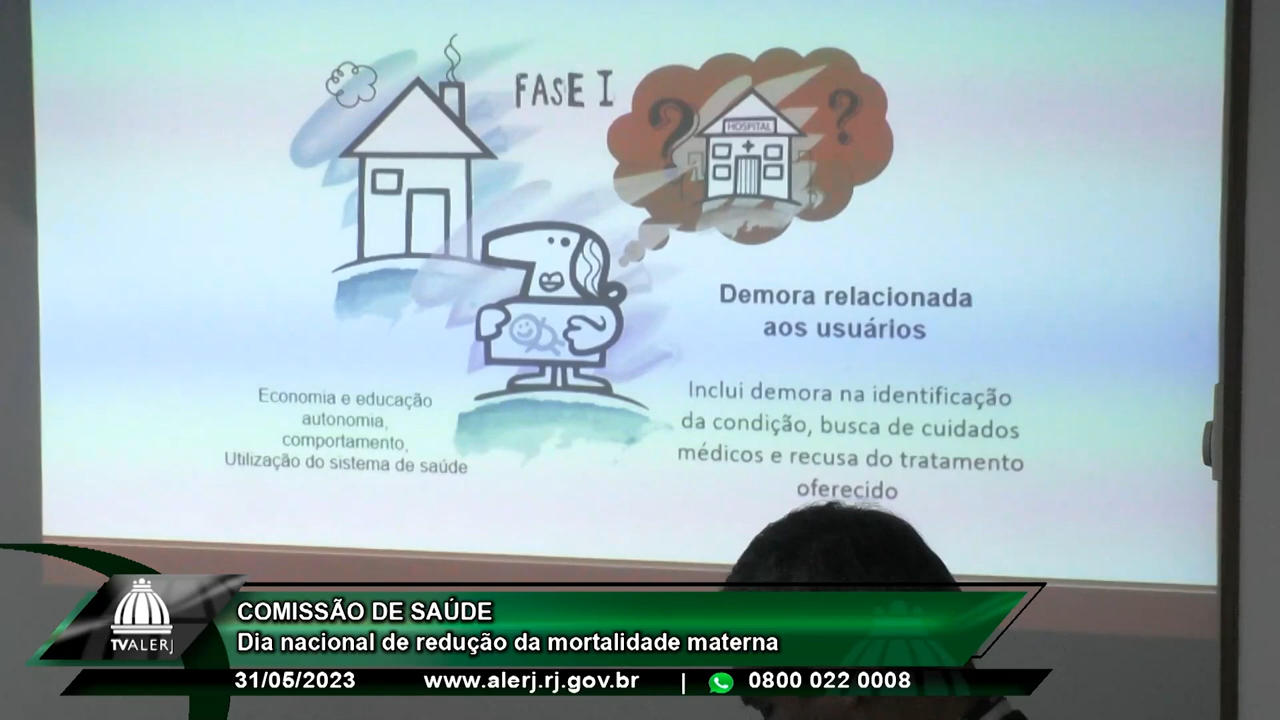 FASE I
HOSPITAL
Demora relacionada
aos usuários
Inclui demora na identificação
da condição, busca de cuidados
médicos e recusa do tratamento
oferecido
Economia e educação
autonomia,
comportamento,
Utilização do sistema de saúde
COMISSÃO DE SAÚDE
Dia nacional de redução da mortalidade materna
TVALERJ
31/05/2023 www.alerj.rj.gov.br | 0800 022 0008